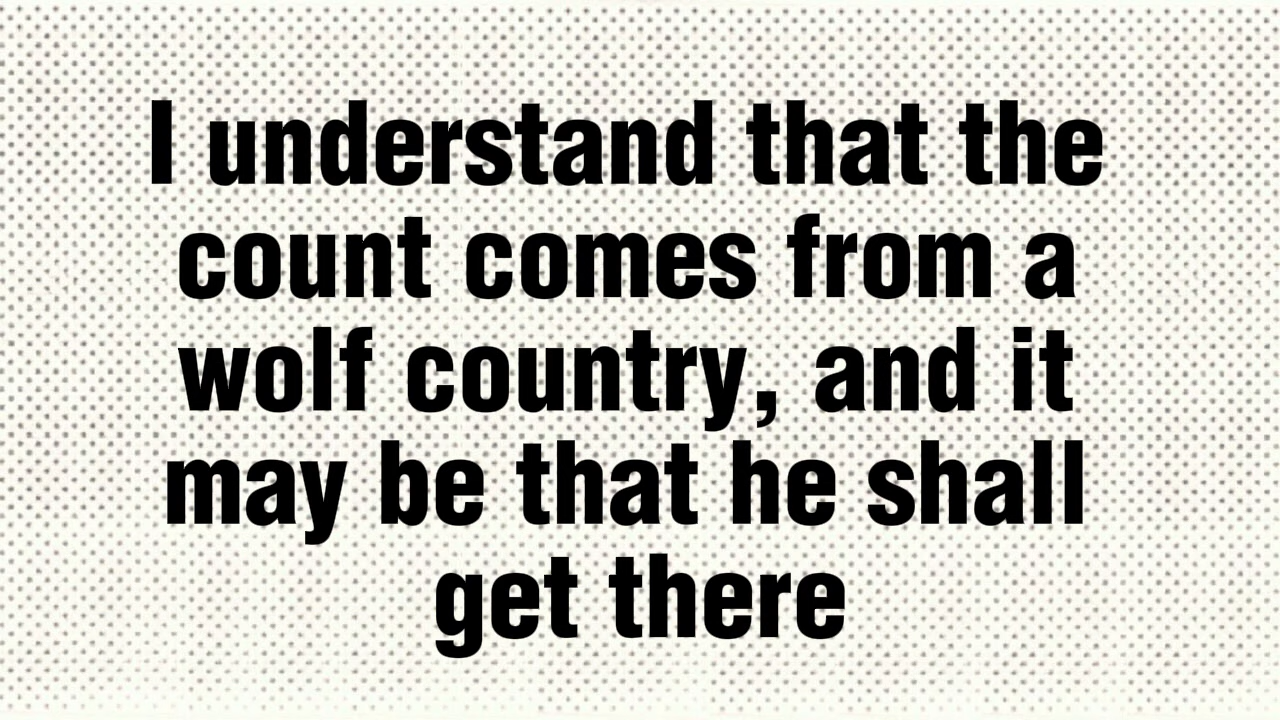 I understand that the
count comes from a
wolf country, and it
may be that he shall
get there